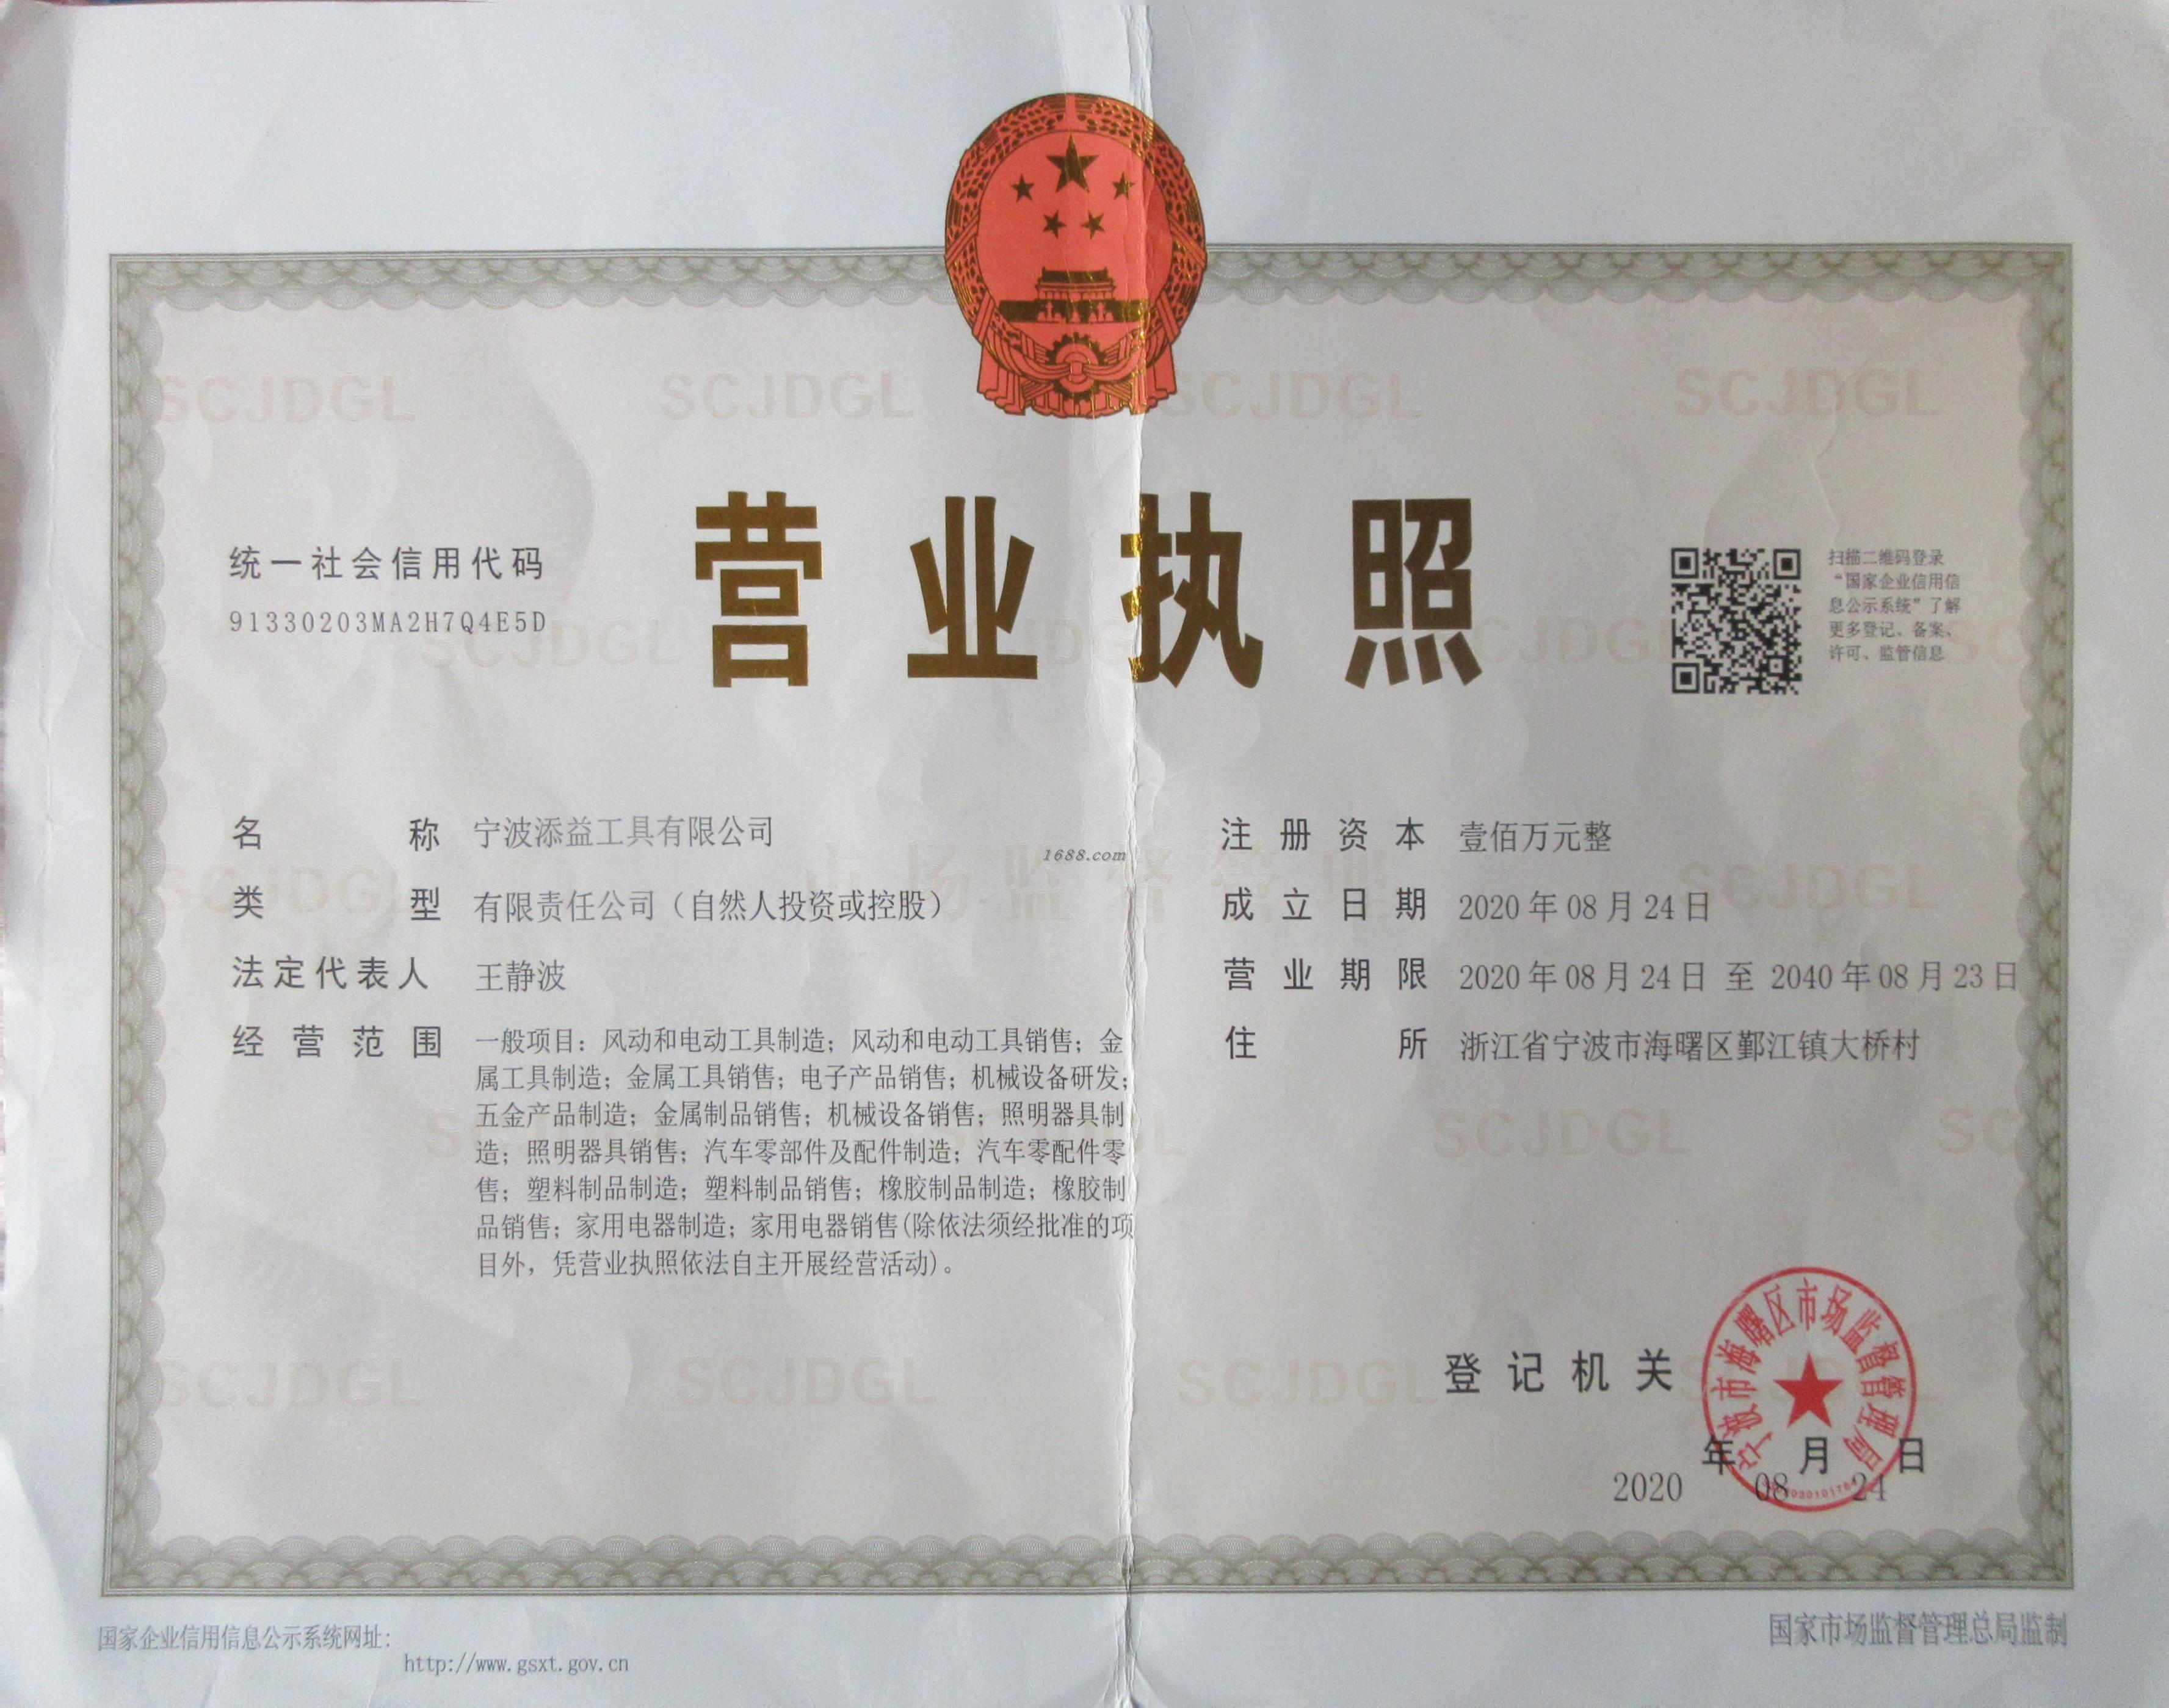 营业执照
统一社会信用代码
91330203MA2H7Q4E5D
扫描二维码登录
“国家企业信用信
息公示系统”了解
更多登记、备案、
许可、监管信息
名称 宁波添益工具有限公司
类型 有限责任公司（自然人投资或控股）
法定代表人 王静波
经营范围 一般项目：风动和电动工具制造；风动和电动工具销售；金
属工具制造；金属工具销售；电子产品销售；机械设备研发；
五金产品制造；金属制品销售；机械设备销售；照明器具制
造；照明器具销售；汽车零部件及配件制造；汽车零配件零
售；塑料制品制造；塑料制品销售；橡胶制品制造；橡胶制
品销售；家用电器制造；家用电器销售(除依法须经批准的项
目外，凭营业执照依法自主开展经营活动)。
1688.com
注册资本 壹佰万元整
成立日期 2020年08月24日
营业期限 2020年08月24日 至 2040年08月23日
住所 浙江省宁波市海曙区鄞江镇大桥村
登记机关
宁波市海曙区市场监督管理局
2020年08月24日
国家企业信用信息公示系统网址：
http://www.gsxt.gov.cn
国家市场监督管理总局监制
SCJDGL
市场监督管理